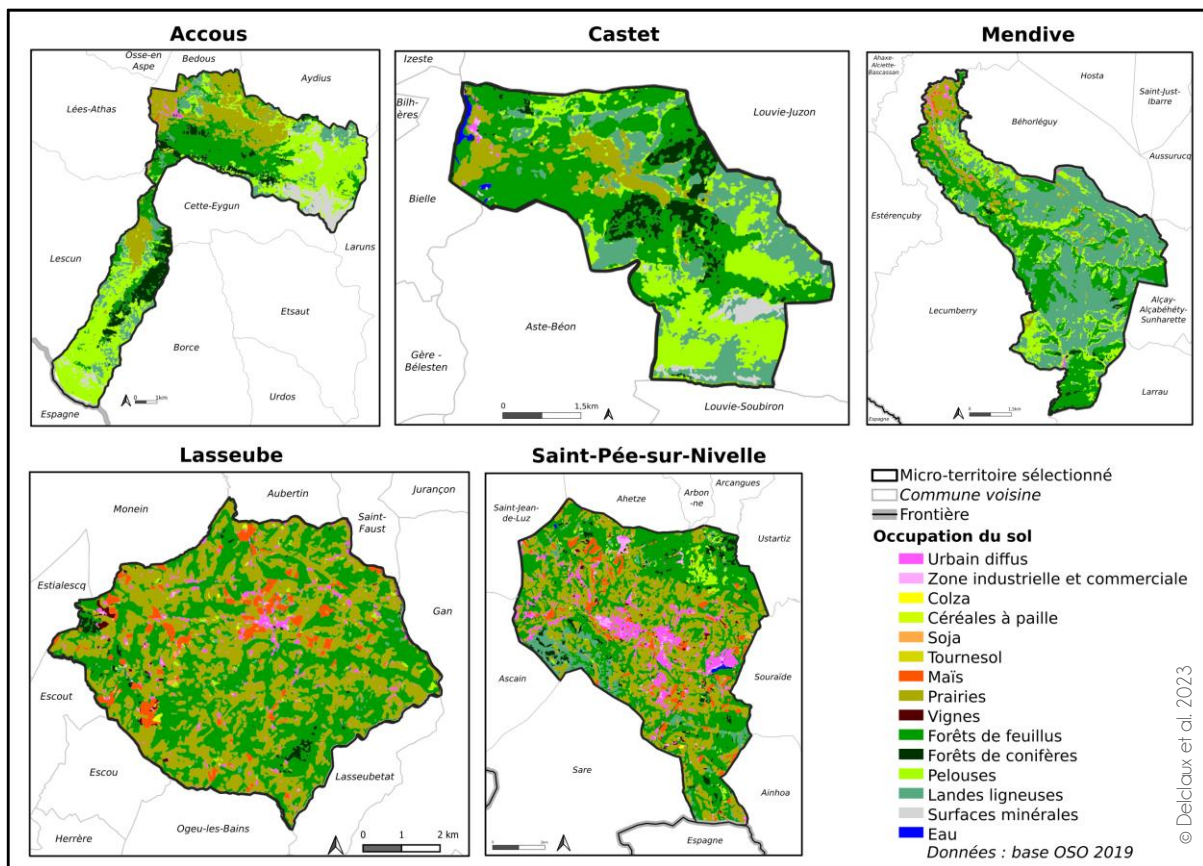 Accous
Osse-en
Aspe
Bedous
Aydius
Lées-Athas
Cette-Eygun
Laruns
Lescun
Etsaut
Borce
Urdos
Espagne
0 1km
Castet
Izeste
Bilh-
ères
Louvie-Juzon
Bielle
Aste-Béon
Gère -
Bélesten
Louvie-Soubiron
0 1,5km
Mendive
Ahaxe-
Alciette-
Bascassan
Hosta
Saint-Just-
Ibarre
Béhorléguy
Aussurucq
Estérençuby
Lecumberry
Alçay-
Alçabéhéty-
Sunharette
Larrau
Espagne
0 1,5km
Lasseube
Monein
Aubertin
Jurançon
Saint-
Faust
Estialescq
Gan
Escout
Escou
Lasseubetat
Herrère
Ogeu-les-Bains
0 1 2 km
Saint-Pée-sur-Nivelle
Saint-Jean-
de-Luz
Ahetze
Arbon
-ne
Arcangues
Ustartiz
Ascain
Souraïde
Sare
Ainhoa
Espagne
Micro-territoire sélectionné
Commune voisine
Frontière
Occupation du sol
Urbain diffus
Zone industrielle et commerciale
Colza
Céréales à paille
Soja
Tournesol
Maïs
Prairies
Vignes
Forêts de feuillus
Forêts de conifères
Pelouses
Landes ligneuses
Surfaces minérales
Eau
Données : base OSO 2019
© Delclaux et al. 2023